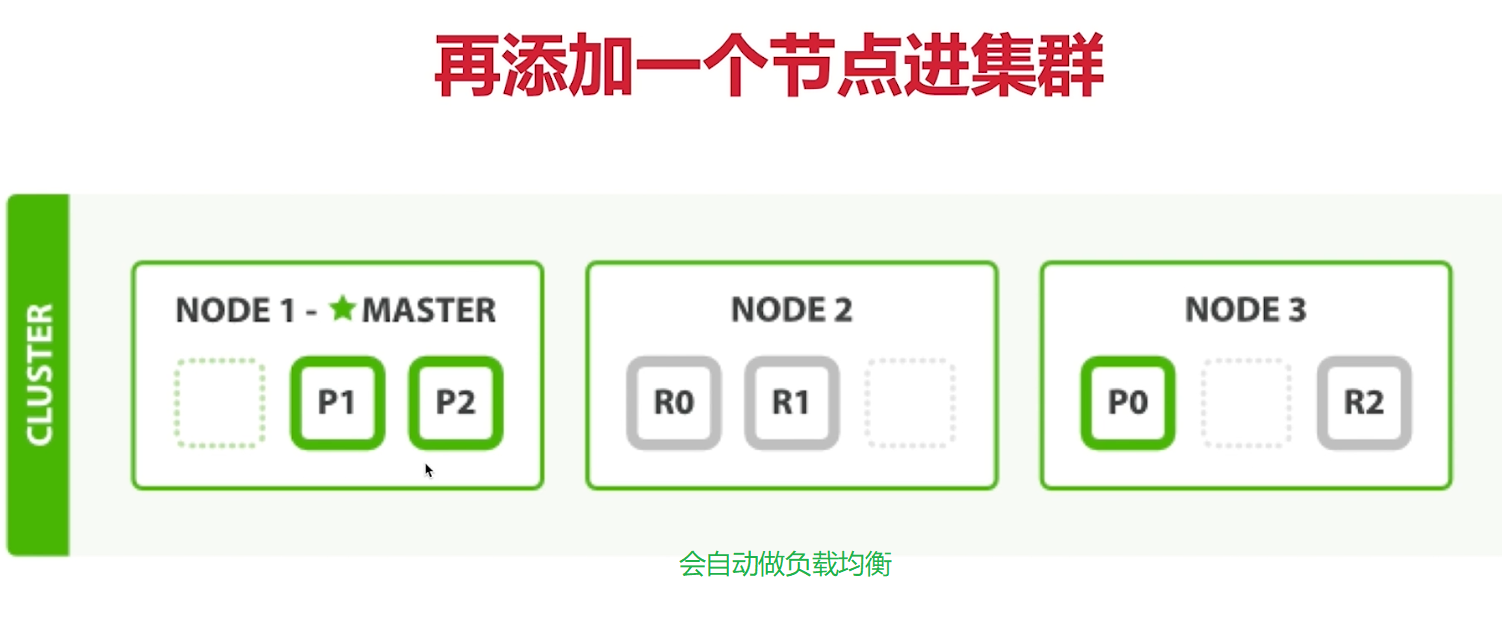 再添加一个节点进集群
CLUSTER
NODE 1 - ★ MASTER
P1 P2
NODE 2
R0 R1
NODE 3
P0 R2
会自动做负载均衡